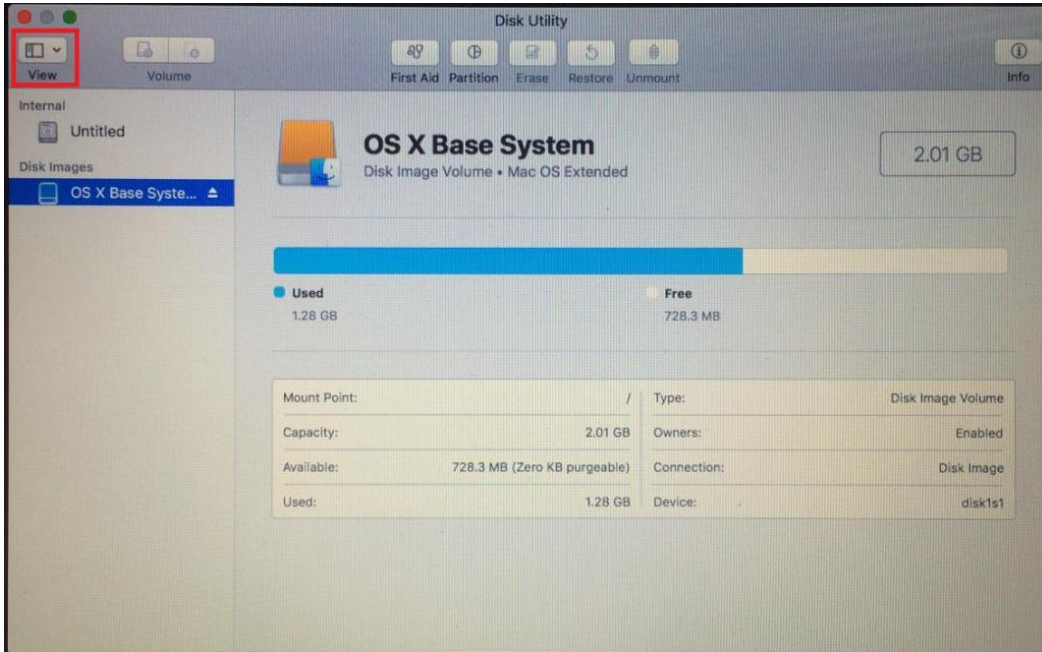 Disk Utility
View
Volume
First Aid
Partition
Erase
Restore
Unmount
Info
Internal
Untitled
Disk Images
OS X Base Syste...
OS X Base System
Disk Image Volume • Mac OS Extended
2.01 GB
Used
1.28 GB
Free
728.3 MB
Mount Point: /
Type: Disk Image Volume
Capacity: 2.01 GB
Owners: Enabled
Available: 728.3 MB (Zero KB purgeable)
Connection: Disk Image
Used: 1.28 GB
Device: disk1s1